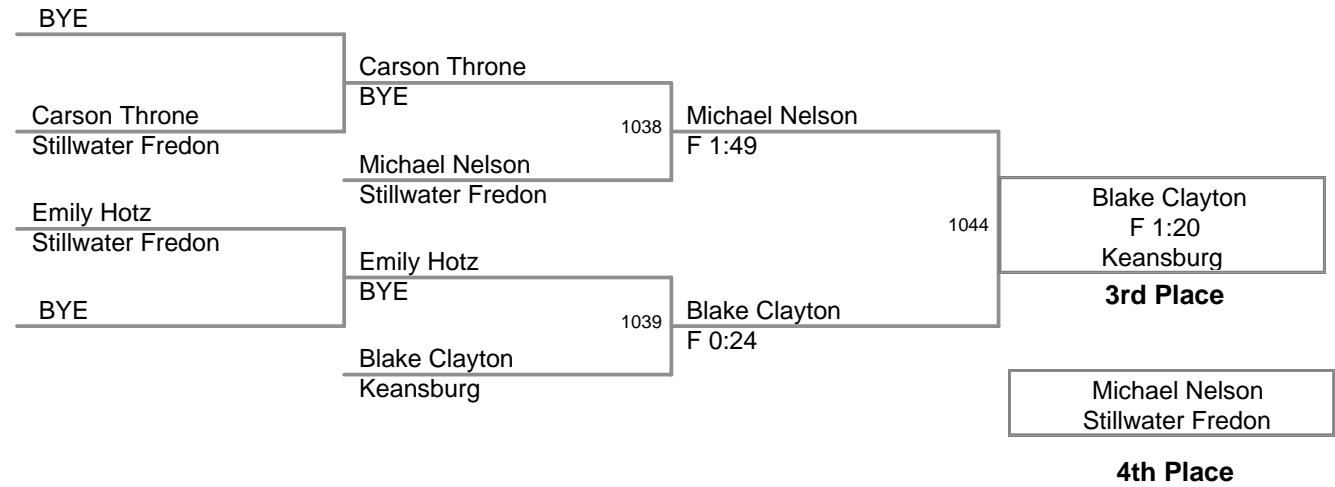 BYE
Carson Throne
Stillwater Fredon
Emily Hotz
Stillwater Fredon
BYE
Carson Throne
BYE
1038
Michael Nelson
Stillwater Fredon
Emily Hotz
BYE
1039
Blake Clayton
Keansburg
Michael Nelson
F 1:49
1044
Blake Clayton
F 0:24
Blake Clayton
F 1:20
Keansburg
3rd Place
Michael Nelson
Stillwater Fredon
4th Place